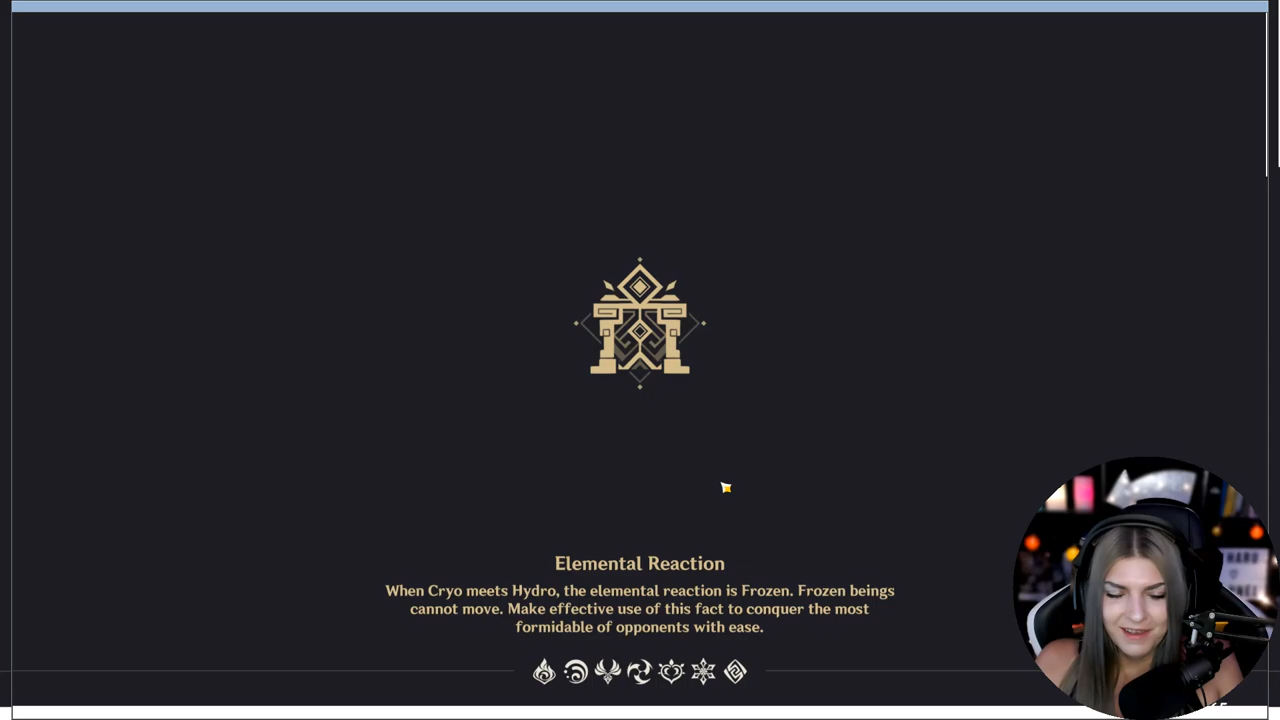 Elemental Reaction
When Cryo meets Hydro, the elemental reaction is Frozen. Frozen beings
cannot move. Make effective use of this fact to conquer the most
formidable of opponents with ease.
HARU